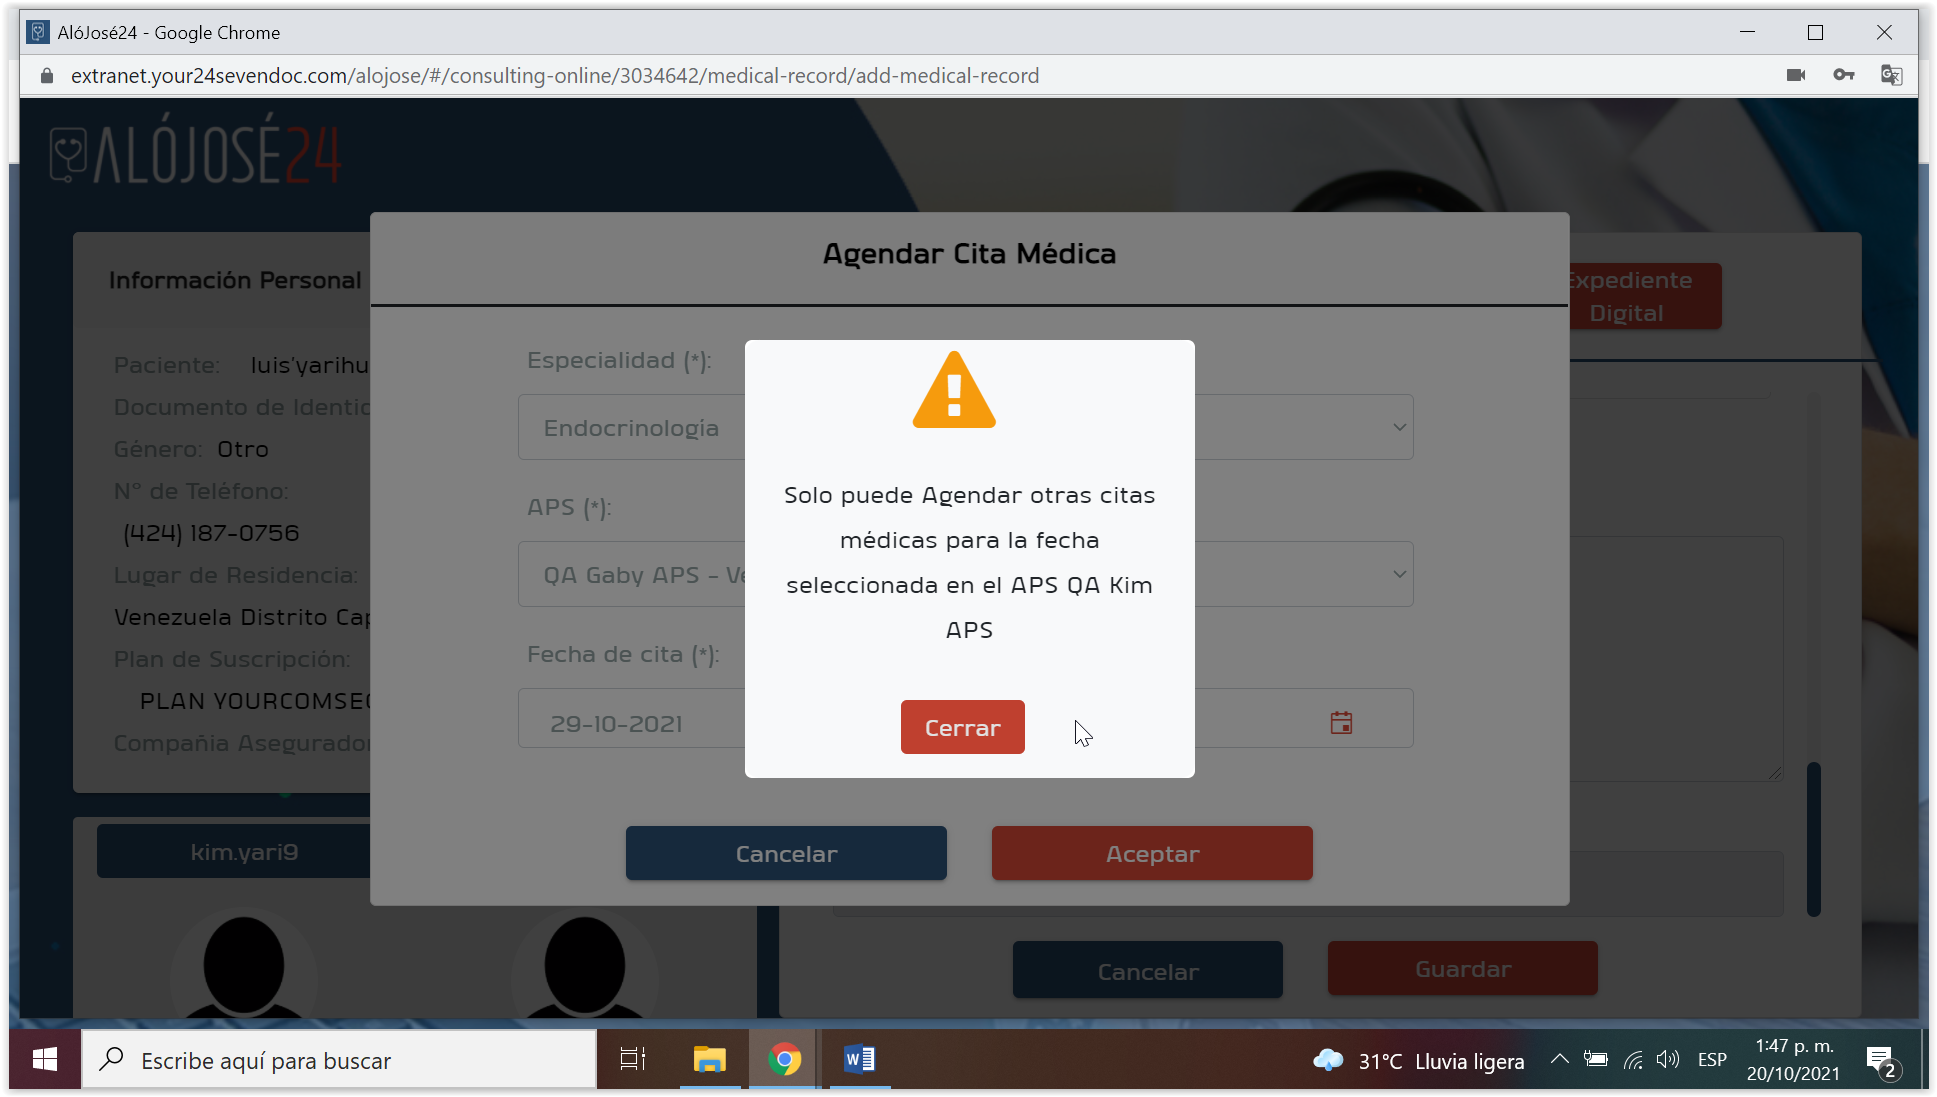 AlóJosé24 - Google Chrome
extranet.your24sevendoc.com/alojose/#/consulting-online/3034642/medical-record/add-medical-record
ALÓJOSÉ24
Agendar Cita Médica
Información Personal
Expediente
Digital
Especialidad (*):
Paciente: luis'yarihu
Documento de Identid
Endocrinología
Género: Otro
N° de Teléfono:
APS (*):
(424) 187-0756
Lugar de Residencia:
QA Gaby APS - Ve
Venezuela Distrito Cap
Plan de Suscripción:
Fecha de cita (*):
PLAN YOURCOMSEC
29-10-2021
Compañia Asegurador
Solo puede Agendar otras citas
médicas para la fecha
seleccionada en el APS QA Kim
APS
Cerrar
Cancelar
Aceptar
kim.yari9
Cancelar
Guardar
Escribe aquí para buscar
W
31°C Lluvia ligera
ESP
1:47 p. m.
20/10/2021
2